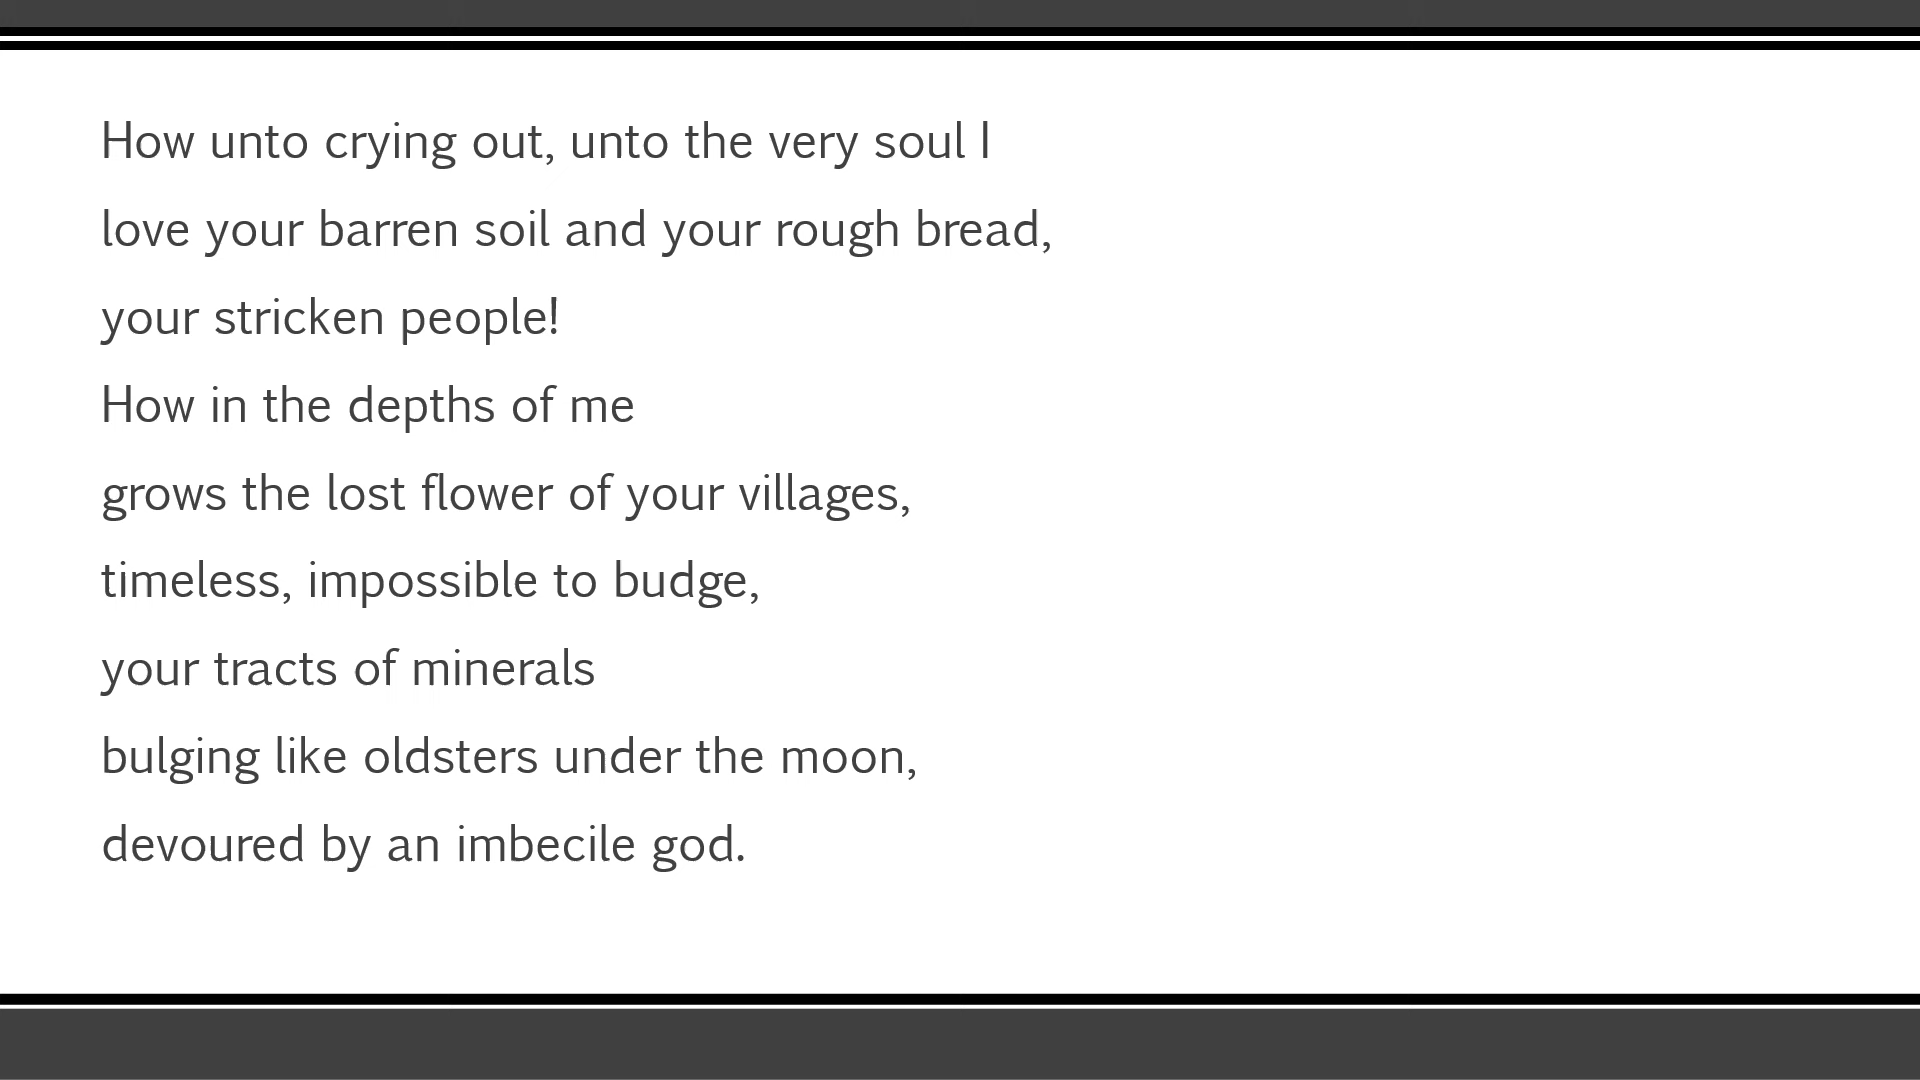 How unto crying out, unto the very soul I
love your barren soil and your rough bread,
your stricken people!
How in the depths of me
grows the lost flower of your villages,
timeless, impossible to budge,
your tracts of minerals
bulging like oldsters under the moon,
devoured by an imbecile god.